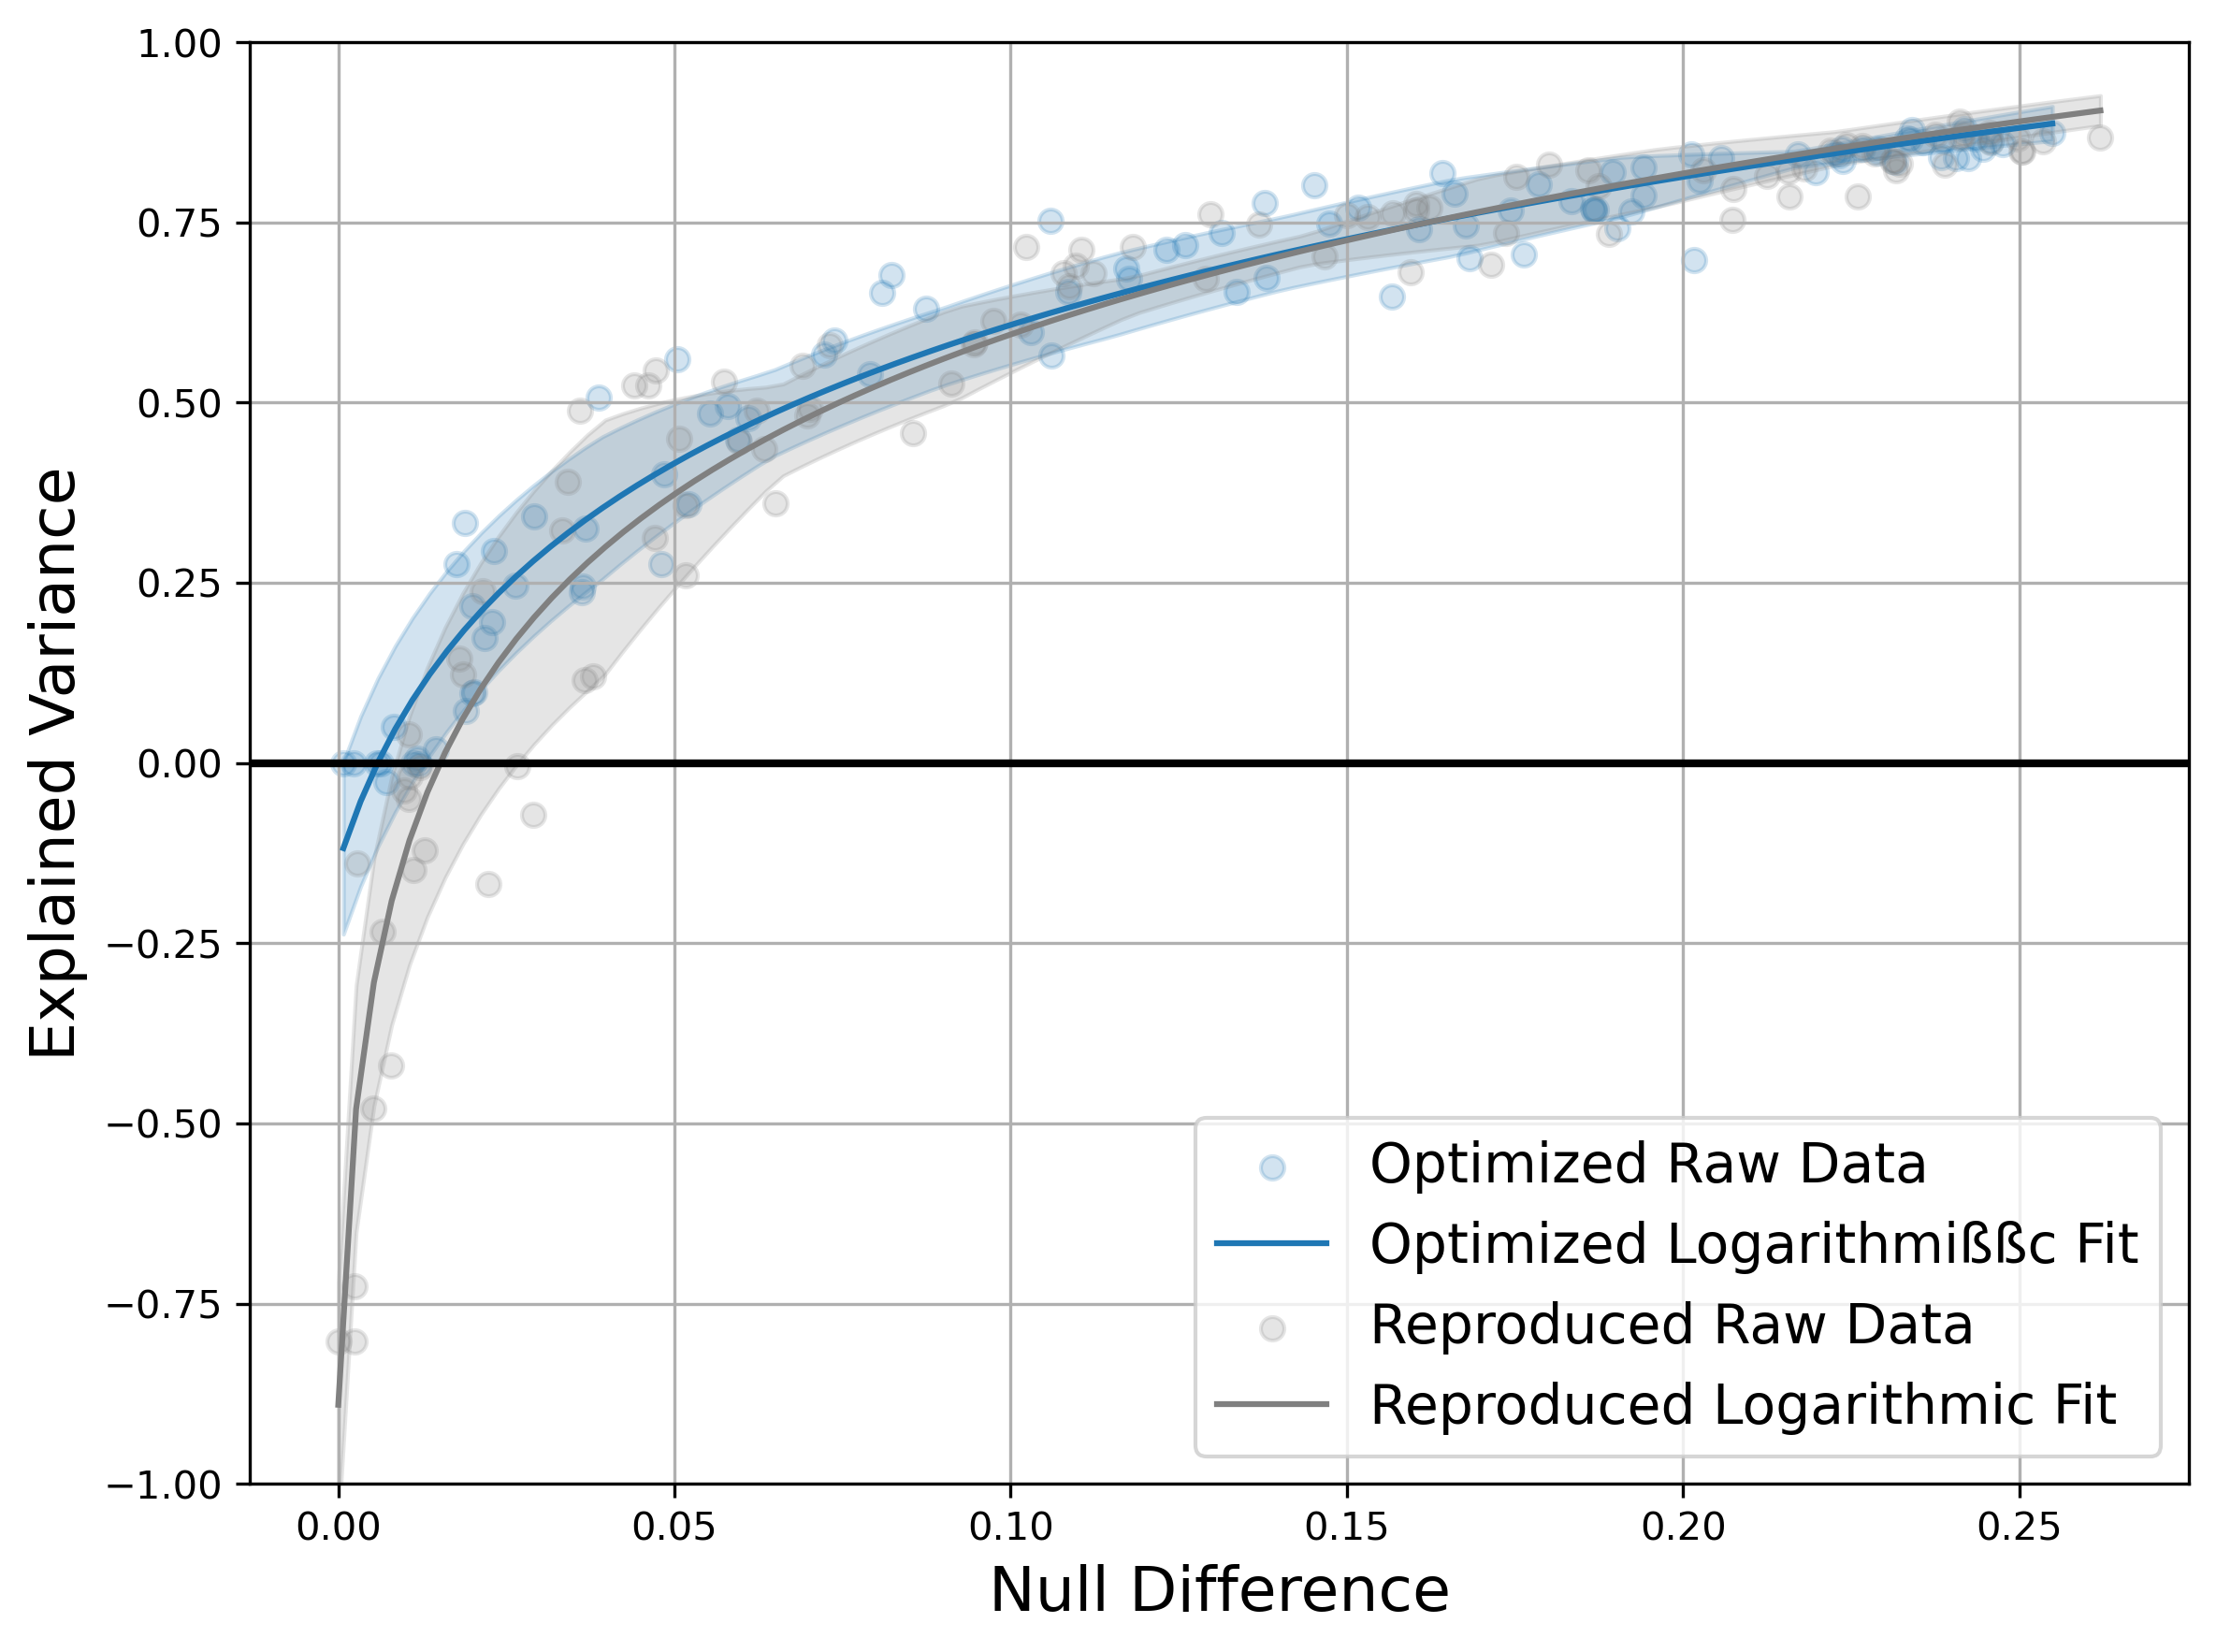 1.00
0.75
0.50
0.25
0.00
−0.25
−0.50
−0.75
−1.00
Explained Variance
Optimized Raw Data
Optimized Logarithmißßc Fit
Reproduced Raw Data
Reproduced Logarithmic Fit
0.00 0.05 0.10 0.15 0.20 0.25
Null Difference